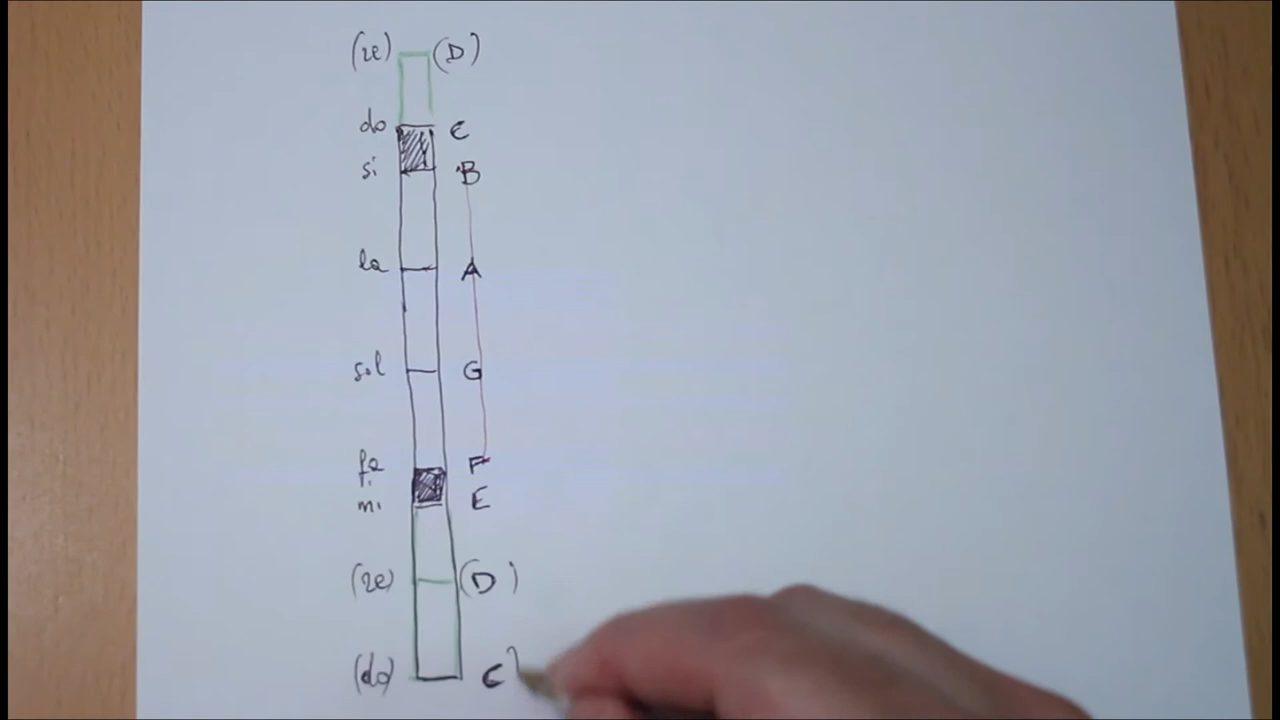 (re) (D)
do C
si B
la A
sol G
fa F
mi E
(re) (D)
(do) C)